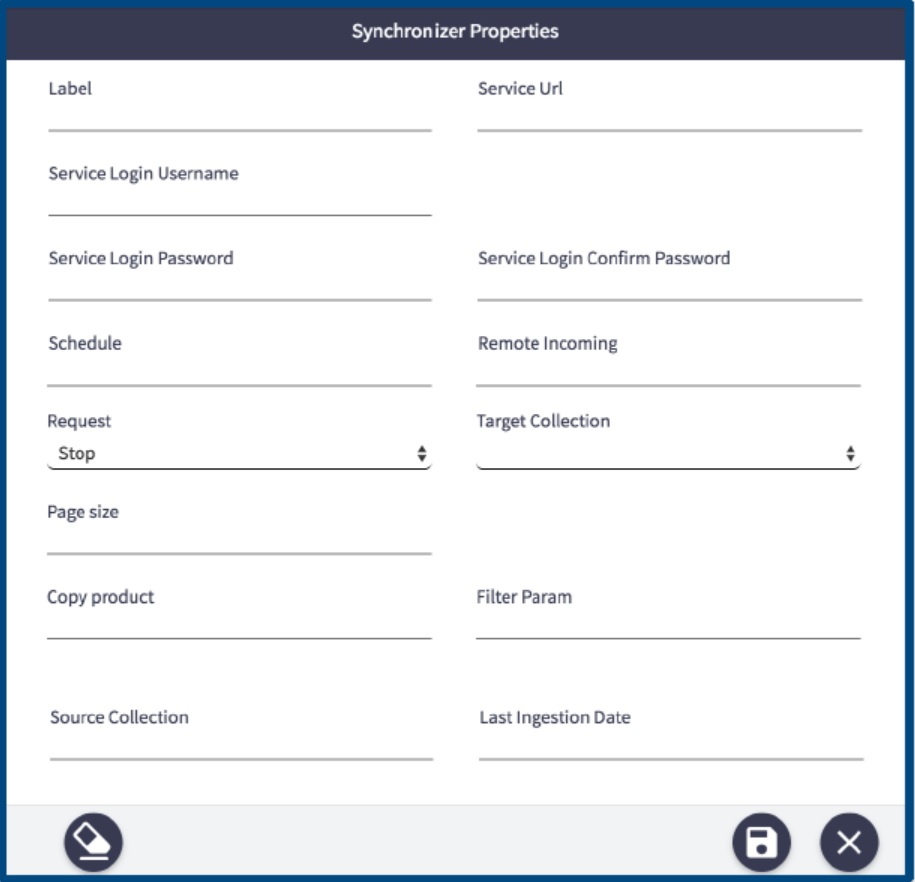 Synchronizer Properties
Label
Service Url
Service Login Username
Service Login Password
Service Login Confirm Password
Schedule
Remote Incoming
Request
Target Collection
Stop
Page size
Copy product
Filter Param
Source Collection
Last Ingestion Date